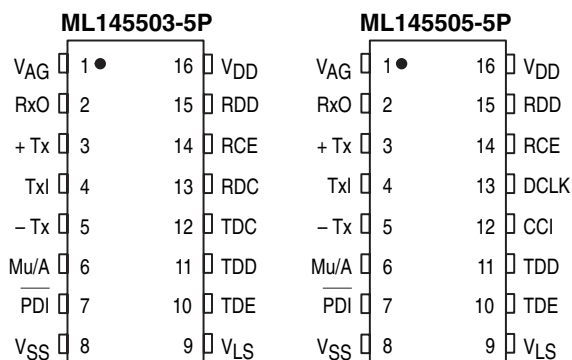 ML145503-5P
VAG 1 16 VDD
RxO 2 15 RDD
+ Tx 3 14 RCE
TxI 4 13 RDC
– Tx 5 12 TDC
Mu/A 6 11 TDD
PDI 7 10 TDE
VSS 8 9 VLS
ML145505-5P
VAG 1 16 VDD
RxO 2 15 RDD
+ Tx 3 14 RCE
TxI 4 13 DCLK
– Tx 5 12 CCI
Mu/A 6 11 TDD
PDI 7 10 TDE
VSS 8 9 VLS